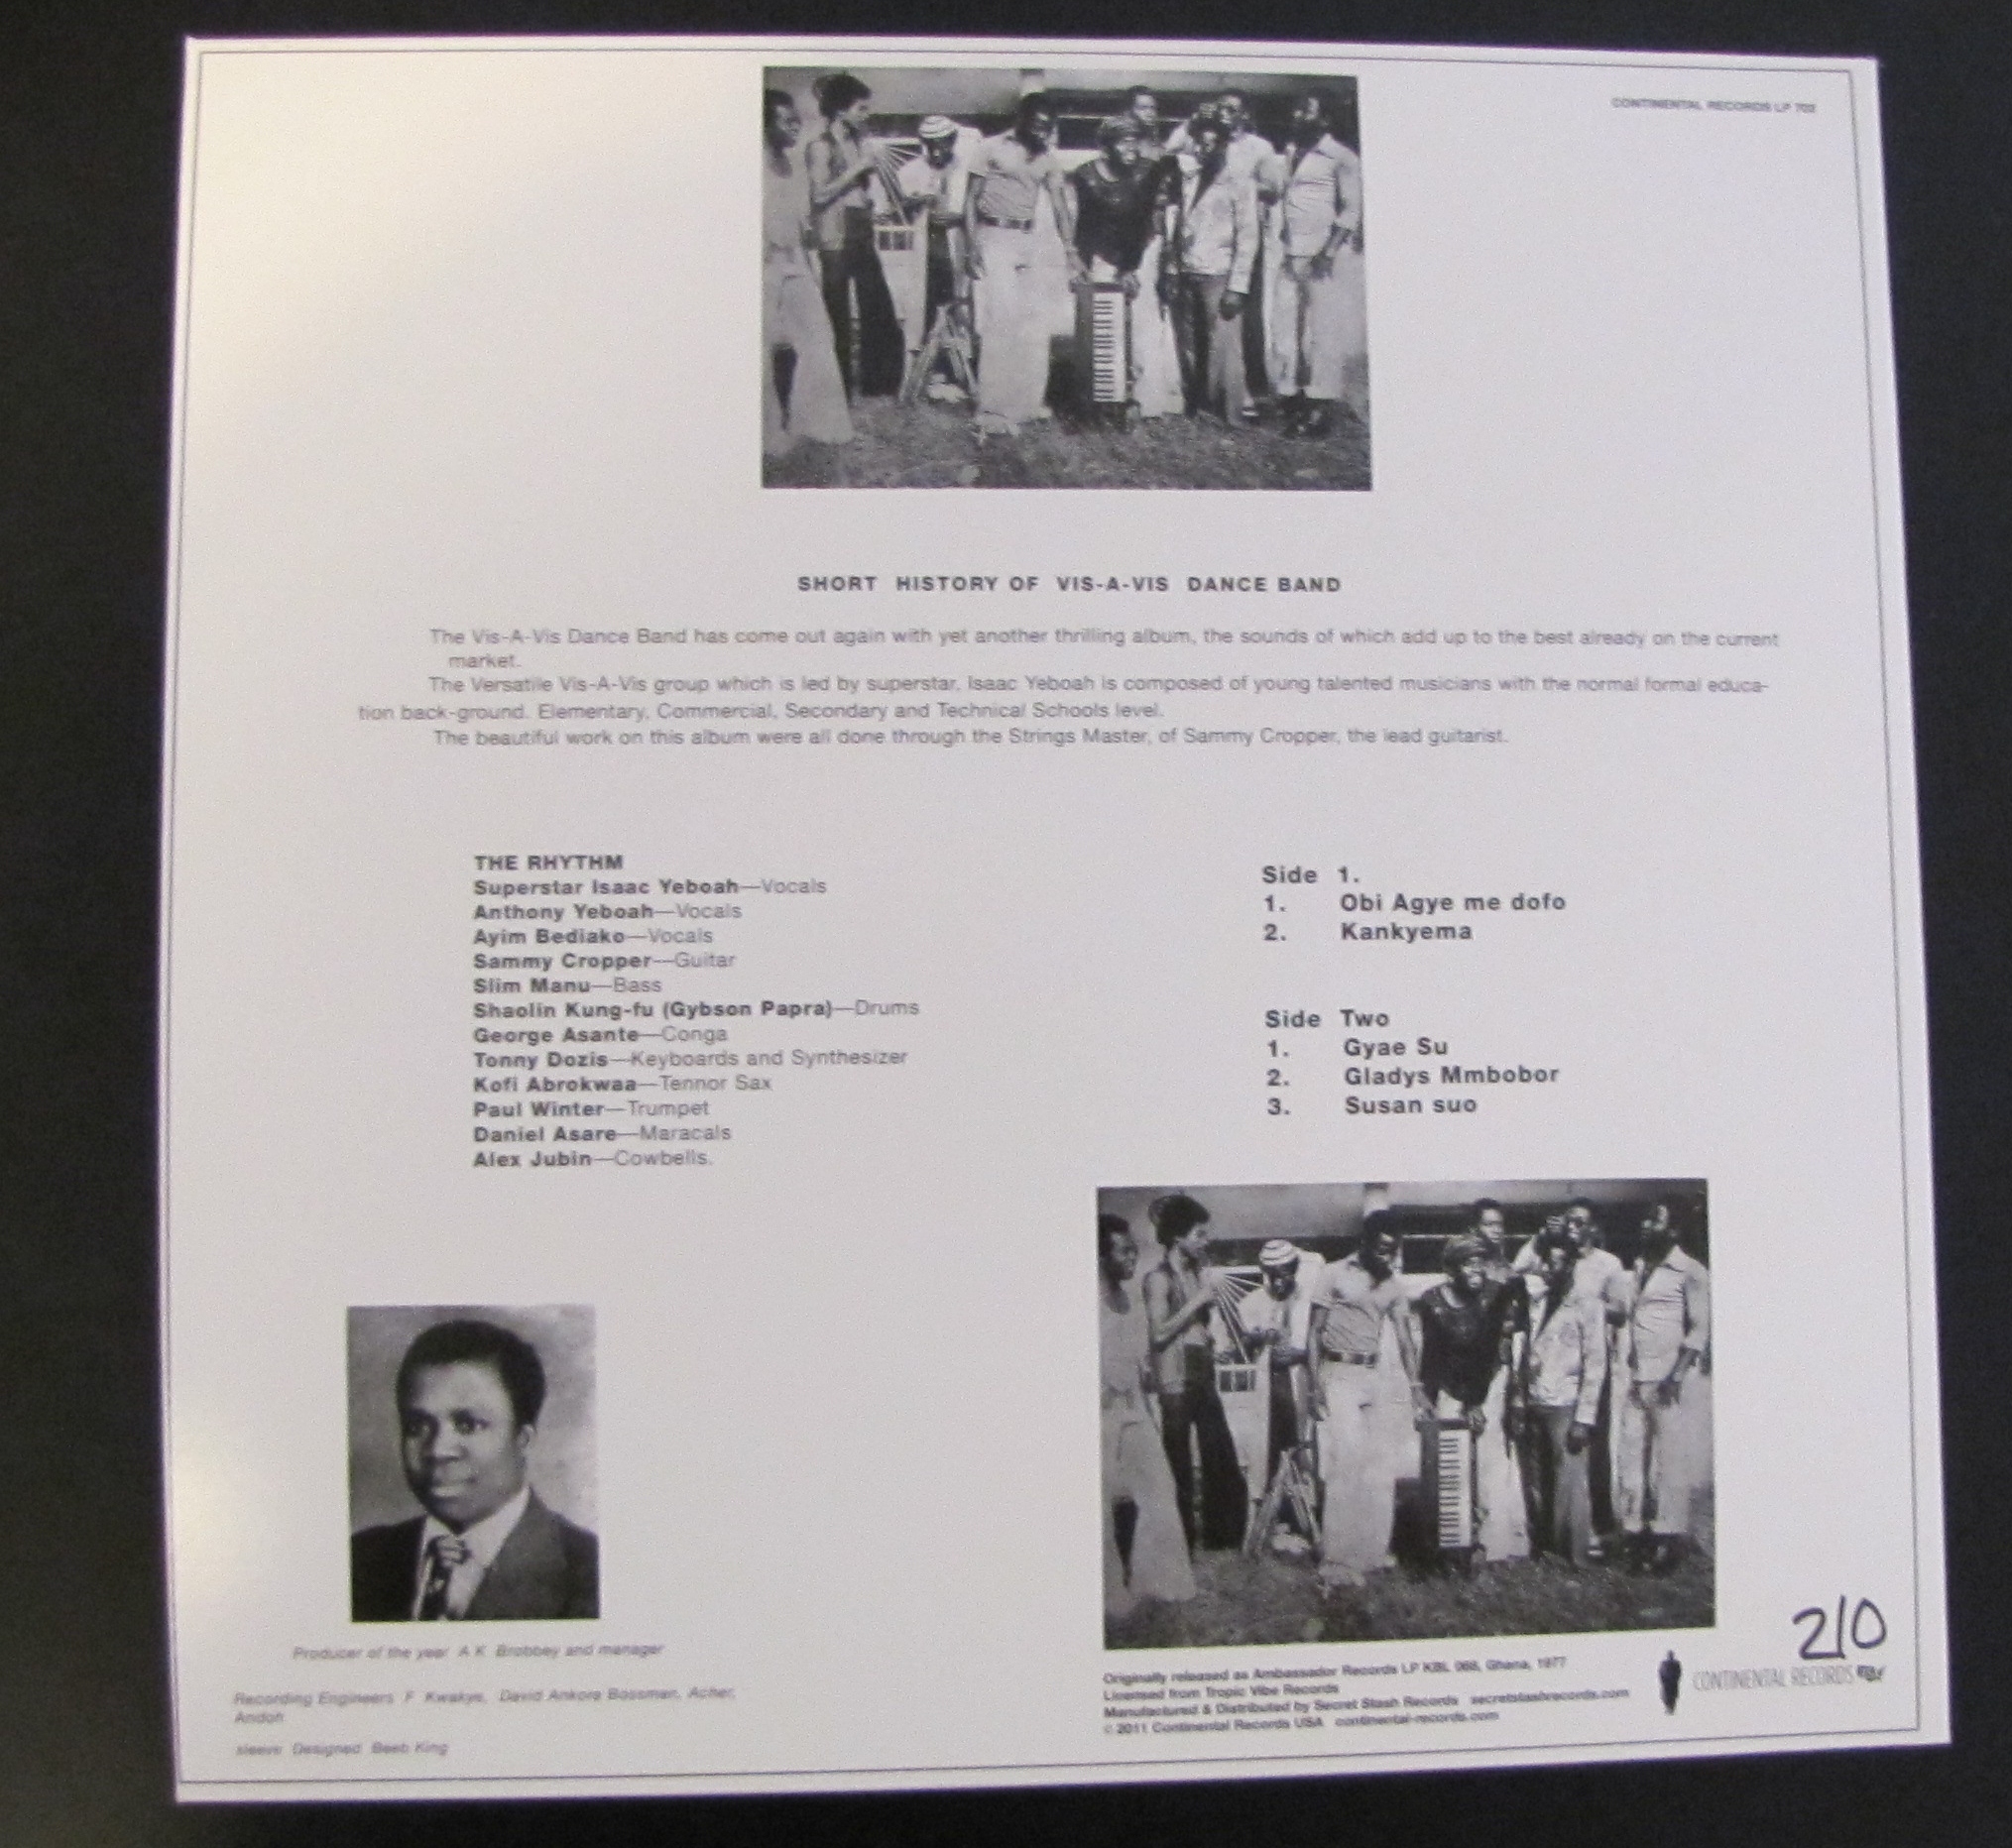 CONTINENTAL RECORDS LP 702
SHORT HISTORY OF VIS-A-VIS DANCE BAND
The Vis-A-Vis Dance Band has come out again with yet another thrilling album, the sounds of which add up to the best already on the current
market.
The Versatile Vis-A-Vis group which is led by superstar, Isaac Yeboah is composed of young talented musicians with the normal formal educa-
tion back-ground. Elementary, Commercial, Secondary and Technical Schools level.
The beautiful work on this album were all done through the Strings Master, of Sammy Cropper, the lead guitarist.
THE RHYTHM
Superstar Isaac Yeboah—Vocals
Anthony Yeboah—Vocals
Ayim Bediako—Vocals
Sammy Cropper—Guitar
Slim Manu—Bass
Shaolin Kung-fu (Gybson Papra)—Drums
George Asante—Conga
Tonny Dozis—Keyboards and Synthesizer
Kofi Abrokwaa—Tennor Sax
Paul Winter—Trumpet
Daniel Asare—Maracals
Alex Jubin—Cowbells.
Side 1.
1. Obi Agye me dofo
2. Kankyema
Side Two
1. Gyae Su
2. Gladys Mmbobor
3. Susan suo
Producer of the year A K Brobbey and manager
Recording Engineers F Kwakye, David Ankora Bossman, Acher,
Andoh
sleeve Designed Beeb King
Originally released as Ambassador Records LP KBL 068, Ghana, 1977
Licensed from Tropic Vibe Records
Manufactured & Distributed by Secret Stash Records secretstashrecords.com
© 2011 Continental Records USA continental-records.com
210
CONTINENTAL RECORDS